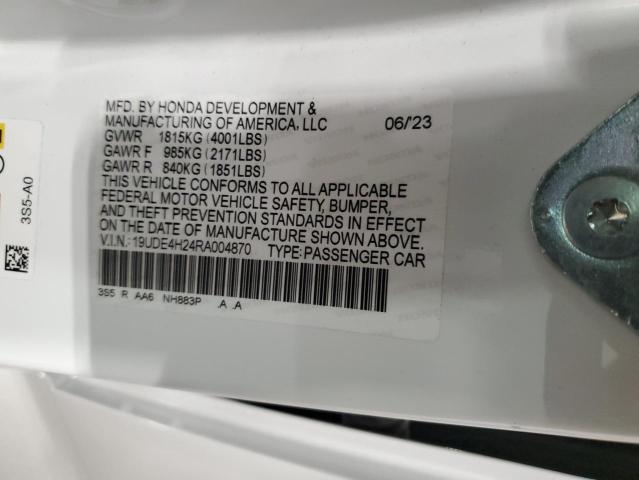 MFD. BY HONDA DEVELOPMENT &
MANUFACTURING OF AMERICA, LLC 06/'23
GVWR 1815KG (4001LBS)
GAWR F 985KG (2171LBS)
GAWR R 840KG (1851LBS)
THIS VEHICLE CONFORMS TO ALL APPLICABLE
FEDERAL MOTOR VEHICLE SAFETY, BUMPER,
AND THEFT PREVENTION STANDARDS IN EFFECT
ON THE DATE OF MANUFACTURE SHOWN ABOVE.
V.I.N.: 19UDE4H24RA004870 TYPE:PASSENGER CAR
3S5 R AA6 NH883P .A .A
3S5-A0